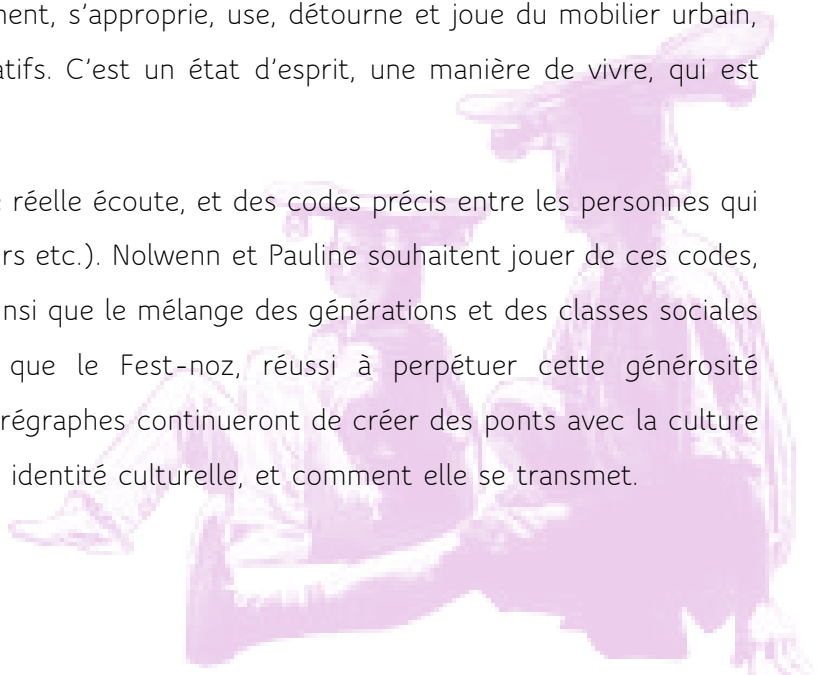 ment, s’approprie, use, détourne et joue du mobilier urbain,
atifs. C’est un état d’esprit, une manière de vivre, qui est
réelle écoute, et des codes précis entre les personnes qui
rs etc.). Nolwenn et Pauline souhaitent jouer de ces codes,
insi que le mélange des générations et des classes sociales
que le Fest-noz, réussi à perpétuer cette générosité
régraphes continueront de créer des ponts avec la culture
identité culturelle, et comment elle se transmet.